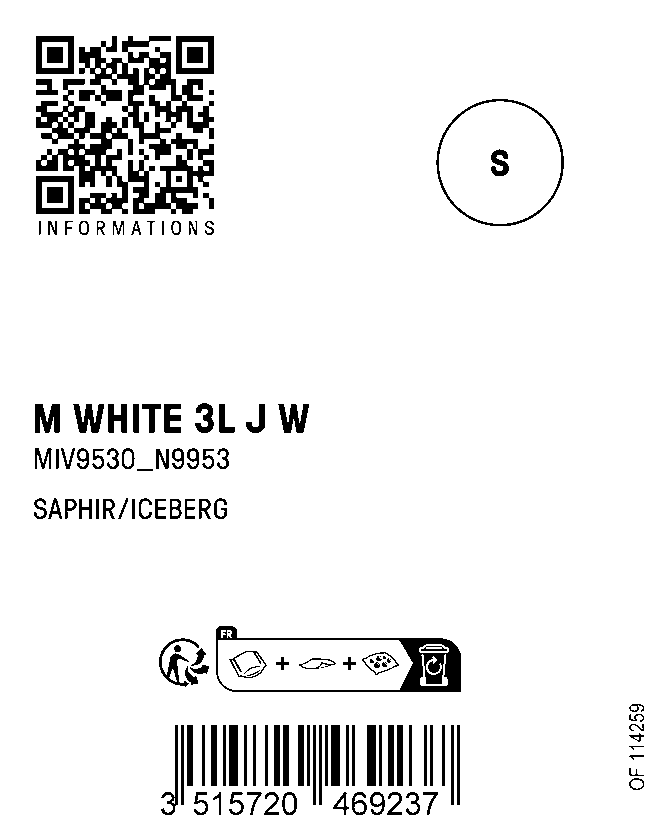 INFORMATIONS
S
M WHITE 3L J W
MIV9530_N9953
SAPHIR/ICEBERG
FR
3 515720 469237
OF 114259